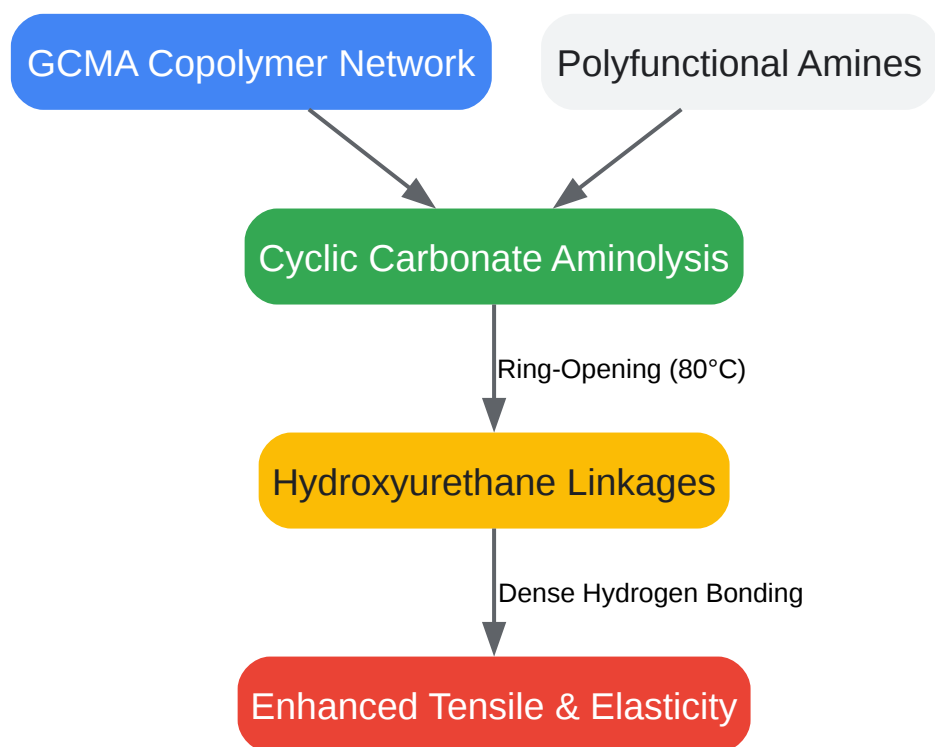 GCMA Copolymer Network
Polyfunctional Amines
Cyclic Carbonate Aminolysis
Ring-Opening (80°C)
Hydroxyurethane Linkages
Dense Hydrogen Bonding
Enhanced Tensile & Elasticity